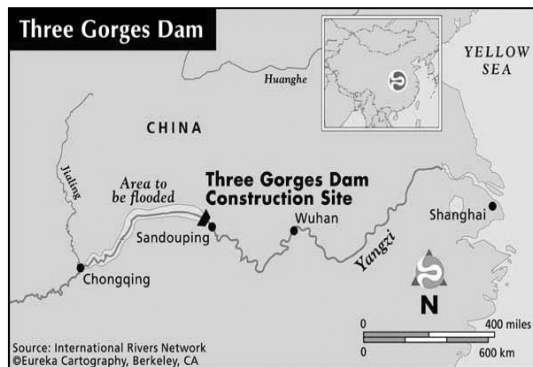 Three Gorges Dam
YELLOW
SEA
Huanghe
CHINA
Jialing
Area to
be flooded
Three Gorges Dam
Construction Site
Sandouping
Wuhan
Shanghai
Yangzi
Chongqing
N
0 400 miles
0 600 km
Source: International Rivers Network
©Eureka Cartography, Berkeley, CA